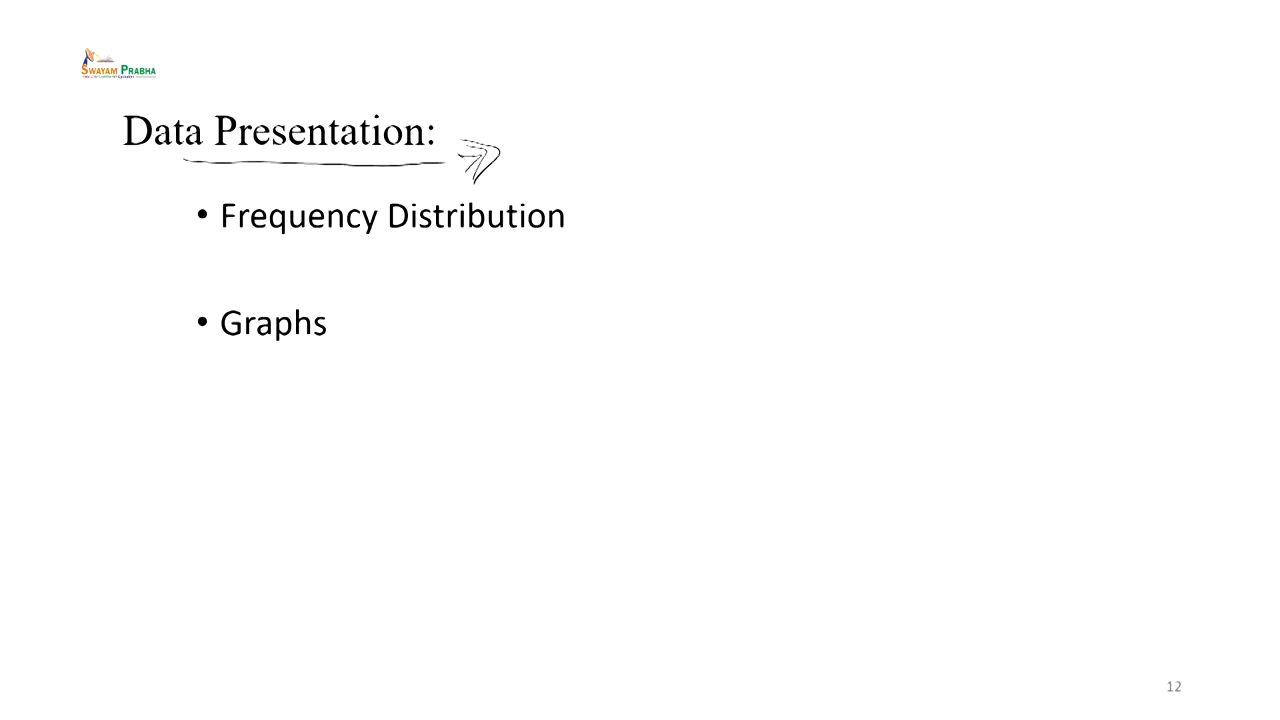 SWAYAM PRABHA
Data Presentation:
• Frequency Distribution
• Graphs
12